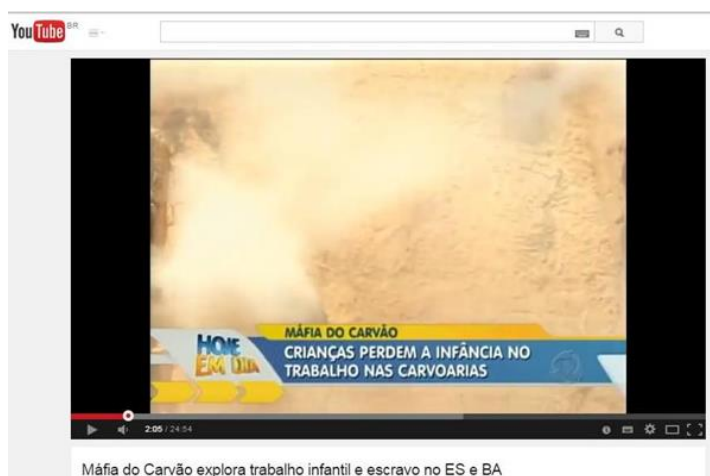 YouTube BR
MÁFIA DO CARVÃO
HOJE EM DIA
CRIANÇAS PERDEM A INFÂNCIA NO
TRABALHO NAS CARVOARIAS
2:05 / 24:54
Máfia do Carvão explora trabalho infantil e escravo no ES e BA